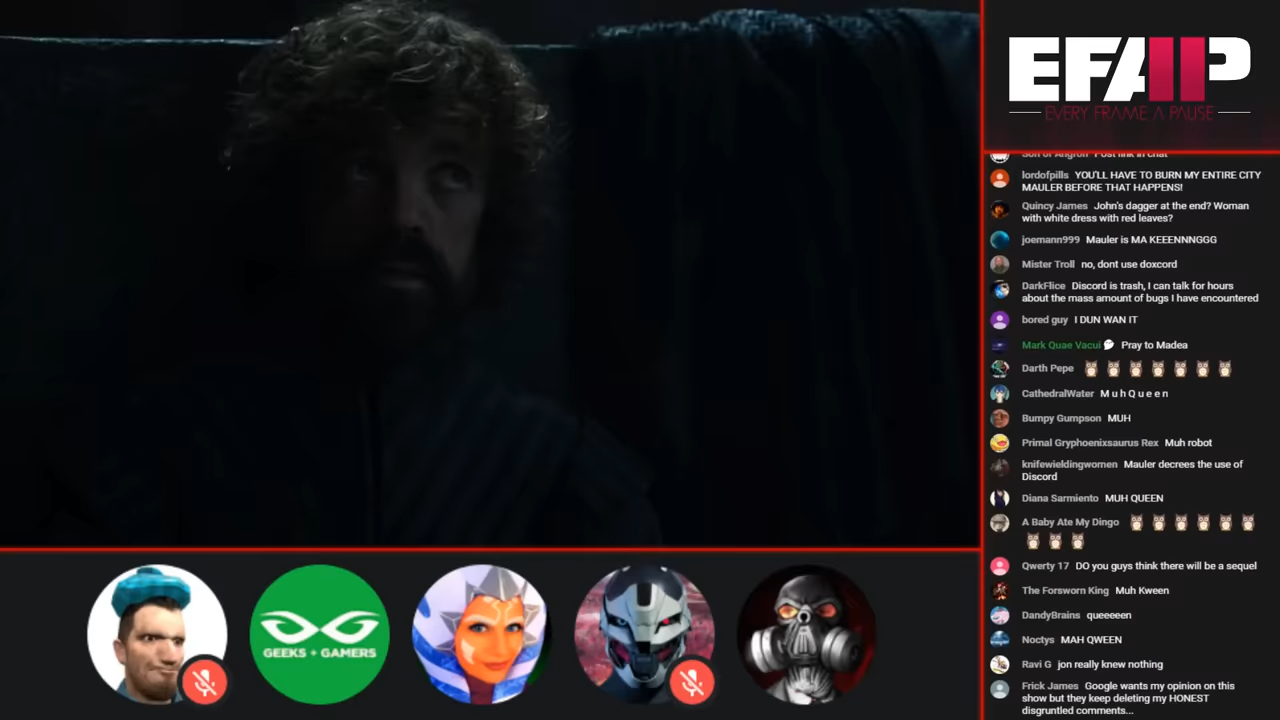 EFAP
EVERY FRAME A PAUSE
Son of Angron Post link in chat
lordofpills YOU'LL HAVE TO BURN MY ENTIRE CITY
MAULER BEFORE THAT HAPPENS!
Quincy James John's dagger at the end? Woman
with white dress with red leaves?
joemann999 Mauler is MA KEEENNNGGG
Mister Troll no, dont use doxcord
DarkFlice Discord is trash, I can talk for hours
about the mass amount of bugs I have encountered
bored guy I DUN WAN IT
Mark Quae Vacui Pray to Madea
Darth Pepe
CathedralWater M u h Q u e e n
Bumpy Gumpson MUH
Primal Gryphoenixsaurus Rex Muh robot
knifewieldingwomen Mauler decrees the use of
Discord
Diana Sarmiento MUH QUEEN
A Baby Ate My Dingo
Qwerty 17 DO you guys think there will be a sequel
The Forsworn King Muh Kween
DandyBrains queeeeen
Noctys MAH QWEEN
Ravi G jon really knew nothing
Frick James Google wants my opinion on this
show but they keep deleting my HONEST
disgruntled comments...
GEEKS + GAMERS